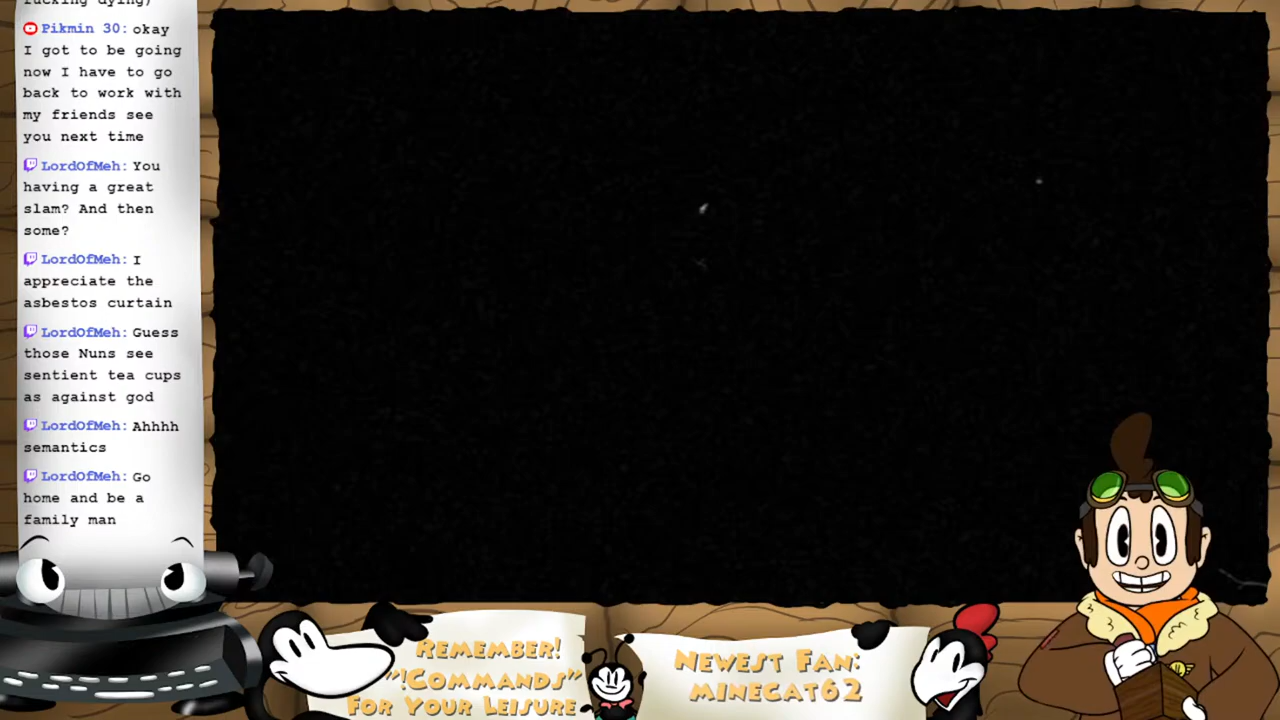 Pikmin 30: okay
I got to be going
now I have to go
back to work with
my friends see
you next time
LordOfMeh: You
having a great
slam? And then
some?
LordOfMeh: I
appreciate the
asbestos curtain
LordOfMeh: Guess
those Nuns see
sentient tea cups
as against god
LordOfMeh: Ahhhh
semantics
LordOfMeh: Go
home and be a
family man
Remember!
"!Commands"
For Your Leisure
Newest Fan:
minecat62